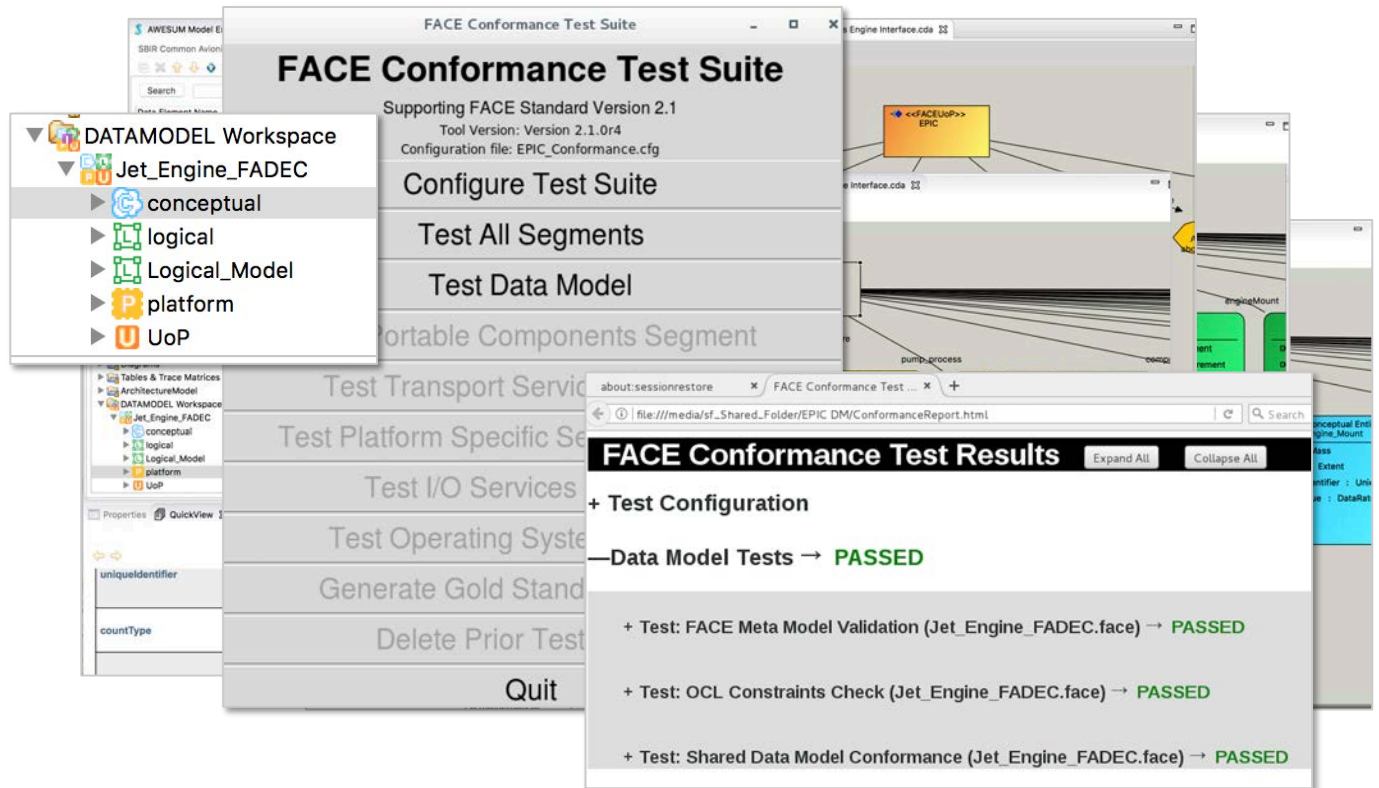 AWESUM Model
SBIR Common
Search
Data Element Name
DATAMODEL Workspace
Jet_Engine_FADEC
conceptual
logical
Logical_Model
platform
UoP
Tables & Trace Matrices
ArchitectureModel
DATAMODEL Workspace
Jet_Engine_FADEC
conceptual
logical
Logical_Model
platform
UoP
Properties QuickView
uniqueIdentifier
countType
FACE Conformance Test Suite
FACE Conformance Test Suite
Supporting FACE Standard Version 2.1
Tool Version: Version 2.1.0r4
Configuration file: EPIC_Conformance.cfg
Configure Test Suite
Test All Segments
Test Data Model
Portable Components Segment
Test Transport Servic
Test Platform Specific Se
Test I/O Services
Test Operating Syste
Generate Gold Stand
Delete Prior Test
Quit
s Engine Interface.cda
<<FACEUoP>>
EPIC
e Interface.cda
pump_process
engineMount
Conceptual Enti
Mass
Extent
about:sessionrestore
FACE Conformance Test ...
file:///media/sf_Shared_Folder/EPIC DM/ConformanceReport.html
Search
FACE Conformance Test Results
Expand All
Collapse All
+ Test Configuration
—Data Model Tests → PASSED
+ Test: FACE Meta Model Validation (Jet_Engine_FADEC.face) → PASSED
+ Test: OCL Constraints Check (Jet_Engine_FADEC.face) → PASSED
+ Test: Shared Data Model Conformance (Jet_Engine_FADEC.face) → PASSED